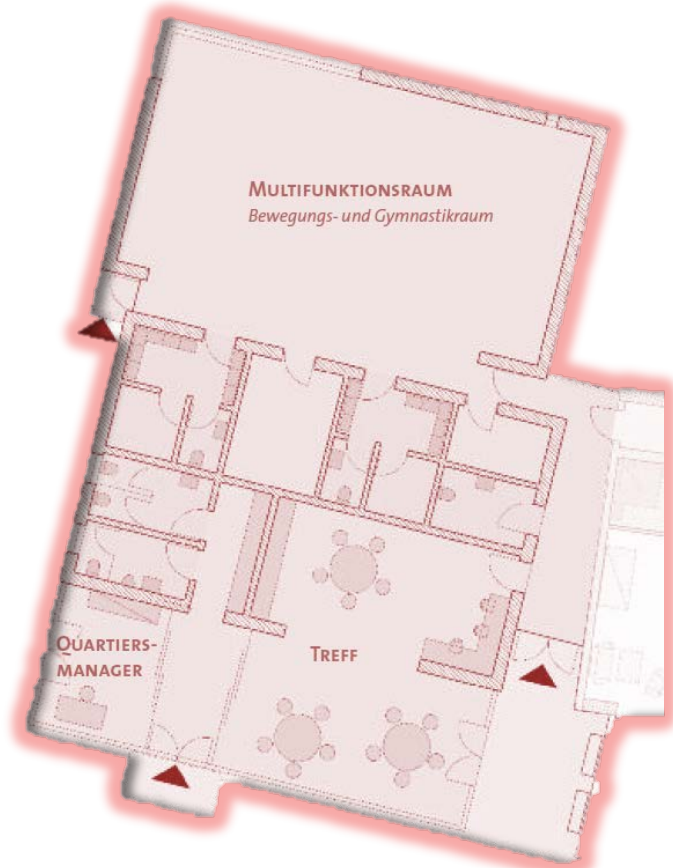 Multifunktionsraum
Bewegungs- und Gymnastikraum
Quartiers-
manager
Treff